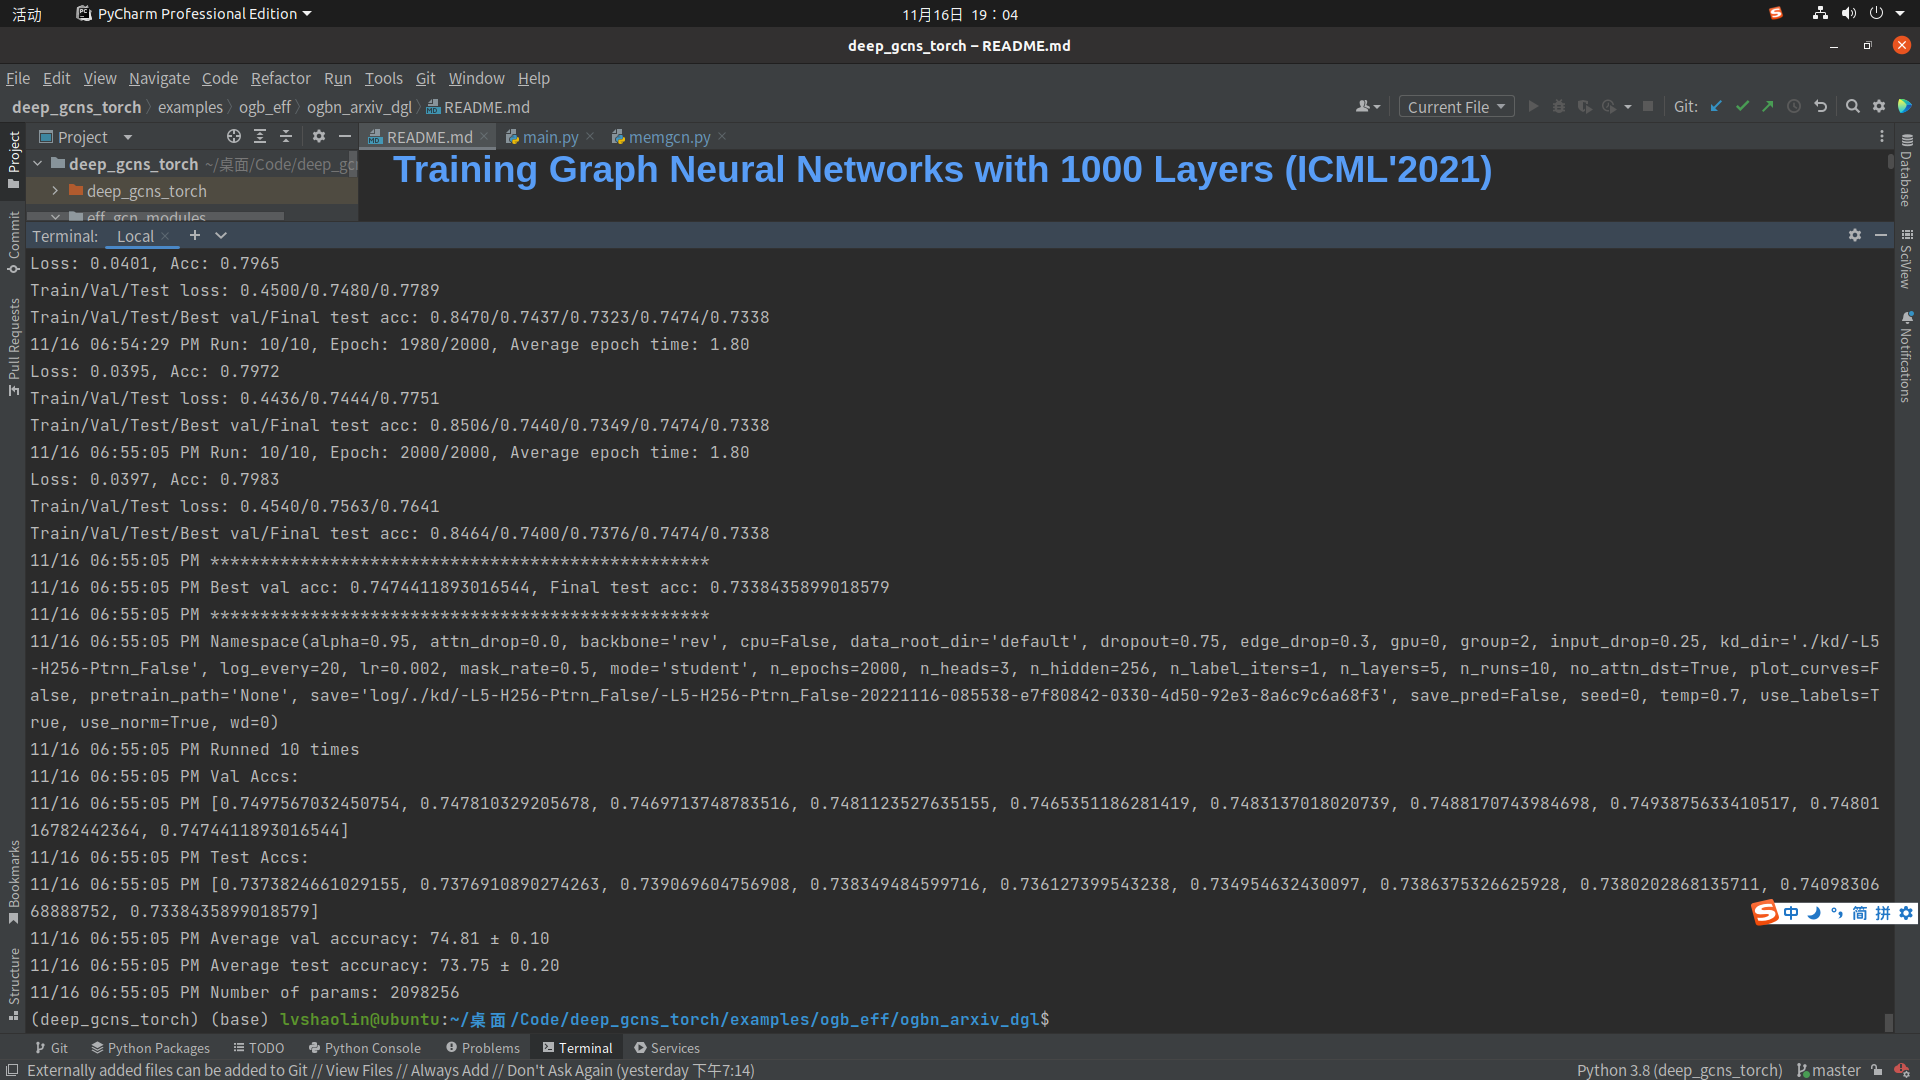 活动 PyCharm Professional Edition 11月16日 19：04
deep_gcns_torch – README.md
File Edit View Navigate Code Refactor Run Tools Git Window Help
deep_gcns_torch examples ogb_eff ogbn_arxiv_dgl README.md Current File Git:
Project README.md main.py memgcn.py
deep_gcns_torch ~/桌面/Code/deep_gcn
deep_gcns_torch
eff_gcn_modules
Training Graph Neural Networks with 1000 Layers (ICML'2021)
Terminal: Local
Loss: 0.0401, Acc: 0.7965
Train/Val/Test loss: 0.4500/0.7480/0.7789
Train/Val/Test/Best val/Final test acc: 0.8470/0.7437/0.7323/0.7474/0.7338
11/16 06:54:29 PM Run: 10/10, Epoch: 1980/2000, Average epoch time: 1.80
Loss: 0.0395, Acc: 0.7972
Train/Val/Test loss: 0.4436/0.7444/0.7751
Train/Val/Test/Best val/Final test acc: 0.8506/0.7440/0.7349/0.7474/0.7338
11/16 06:55:05 PM Run: 10/10, Epoch: 2000/2000, Average epoch time: 1.80
Loss: 0.0397, Acc: 0.7983
Train/Val/Test loss: 0.4540/0.7563/0.7641
Train/Val/Test/Best val/Final test acc: 0.8464/0.7400/0.7376/0.7474/0.7338
11/16 06:55:05 PM **************************************************
11/16 06:55:05 PM Best val acc: 0.7474411893016544, Final test acc: 0.7338435899018579
11/16 06:55:05 PM **************************************************
11/16 06:55:05 PM Namespace(alpha=0.95, attn_drop=0.0, backbone='rev', cpu=False, data_root_dir='default', dropout=0.75, edge_drop=0.3, gpu=0, group=2, input_drop=0.25, kd_dir='./kd/-L5
-H256-Ptrn_False', log_every=20, lr=0.002, mask_rate=0.5, mode='student', n_epochs=2000, n_heads=3, n_hidden=256, n_label_iters=1, n_layers=5, n_runs=10, no_attn_dst=True, plot_curves=F
alse, pretrain_path='None', save='log/./kd/-L5-H256-Ptrn_False/-L5-H256-Ptrn_False-20221116-085538-e7f80842-0330-4d50-92e3-8a6c9c6a68f3', save_pred=False, seed=0, temp=0.7, use_labels=T
rue, use_norm=True, wd=0)
11/16 06:55:05 PM Runned 10 times
11/16 06:55:05 PM Val Accs:
11/16 06:55:05 PM [0.7497567032450754, 0.747810329205678, 0.7469713748783516, 0.7481123527635155, 0.7465351186281419, 0.7483137018020739, 0.7488170743984698, 0.7493875633410517, 0.74801
16782442364, 0.7474411893016544]
11/16 06:55:05 PM Test Accs:
11/16 06:55:05 PM [0.7373824661029155, 0.7376910890274263, 0.739069604756908, 0.738349484599716, 0.736127399543238, 0.734954632430097, 0.7386375326625928, 0.7380202868135711, 0.74098306
68888752, 0.7338435899018579]
11/16 06:55:05 PM Average val accuracy: 74.81 ± 0.10
11/16 06:55:05 PM Average test accuracy: 73.75 ± 0.20
11/16 06:55:05 PM Number of params: 2098256
(deep_gcns_torch) (base) lvshaolin@ubuntu:~/桌面/Code/deep_gcns_torch/examples/ogb_eff/ogbn_arxiv_dgl$
Project
Commit
Pull Requests
Bookmarks
Structure
Database
SciView
Notifications
中 简 拼
Git Python Packages TODO Python Console Problems Terminal Services
Externally added files can be added to Git // View Files // Always Add // Don't Ask Again (yesterday 下午7:14) Python 3.8 (deep_gcns_torch) master